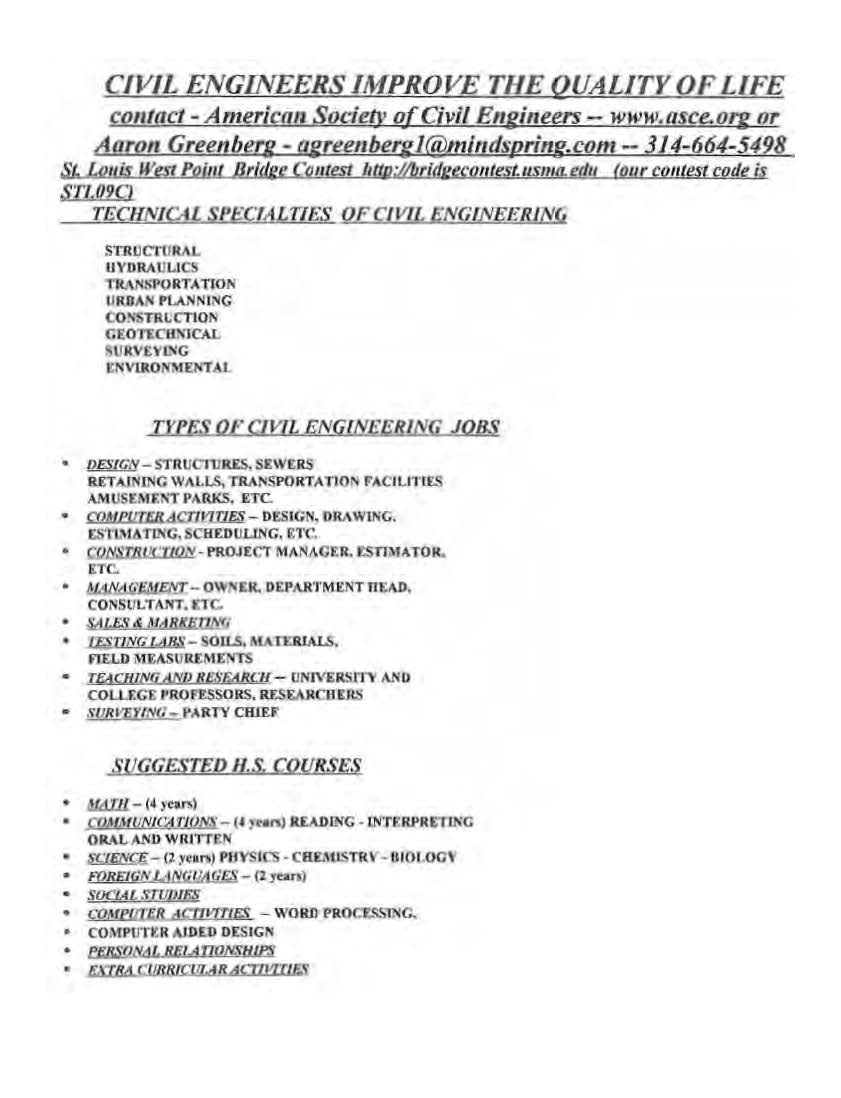 CIVIL ENGINEERS IMPROVE THE QUALITY OF LIFE
contact - American Society of Civil Engineers -- www.asce.org or
Aaron Greenberg - agreenberg1@mindspring.com -- 314-664-5498
St. Louis West Point Bridge Contest http://bridgecontest.usma.edu (our contest code is
STL09C)
TECHNICAL SPECIALTIES OF CIVIL ENGINEERING
STRUCTURAL
HYDRAULICS
TRANSPORTATION
URBAN PLANNING
CONSTRUCTION
GEOTECHNICAL
SURVEYING
ENVIRONMENTAL
TYPES OF CIVIL ENGINEERING JOBS
• DESIGN – STRUCTURES, SEWERS
RETAINING WALLS, TRANSPORTATION FACILITIES
AMUSEMENT PARKS, ETC.
• COMPUTER ACTIVITIES – DESIGN, DRAWING,
ESTIMATING, SCHEDULING, ETC.
• CONSTRUCTION - PROJECT MANAGER, ESTIMATOR,
ETC.
• MANAGEMENT – OWNER, DEPARTMENT HEAD,
CONSULTANT, ETC.
• SALES & MARKETING
• TESTING LABS – SOILS, MATERIALS,
FIELD MEASUREMENTS
• TEACHING AND RESEARCH – UNIVERSITY AND
COLLEGE PROFESSORS, RESEARCHERS
• SURVEYING – PARTY CHIEF
SUGGESTED H.S. COURSES
• MATH – (4 years)
• COMMUNICATIONS – (4 years) READING - INTERPRETING
ORAL AND WRITTEN
• SCIENCE – (2 years) PHYSICS - CHEMISTRY - BIOLOGY
• FOREIGN LANGUAGES – (2 years)
• SOCIAL STUDIES
• COMPUTER ACTIVITIES – WORD PROCESSING,
• COMPUTER AIDED DESIGN
• PERSONAL RELATIONSHIPS
• EXTRA CURRICULAR ACTIVITIES